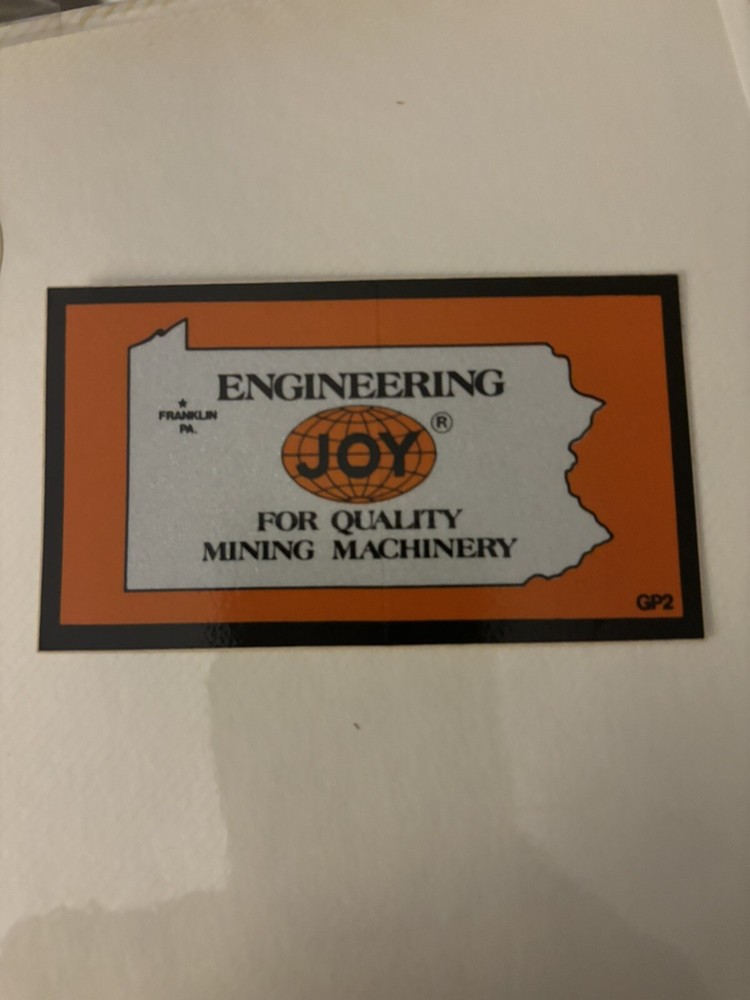 ENGINEERING
★
FRANKLIN
PA.
JOY ®
FOR QUALITY
MINING MACHINERY
GP2